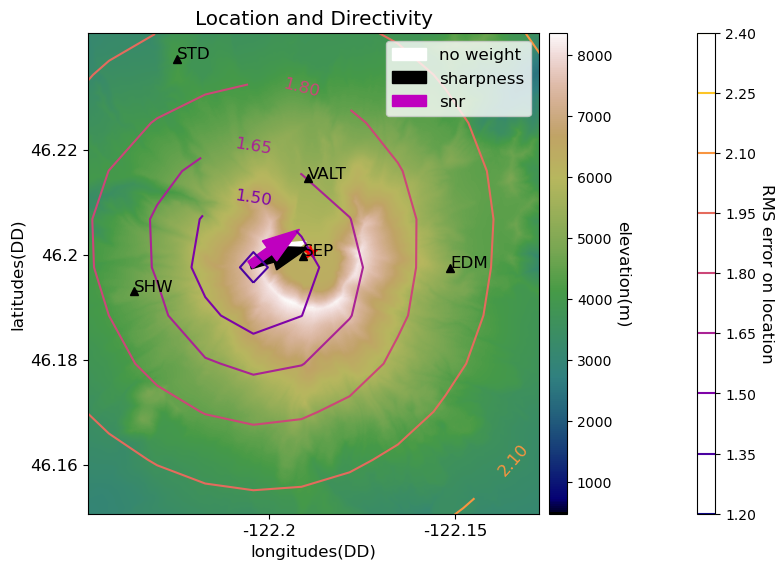 Location and Directivity
no weight
sharpness
snr
STD
VALT
SEP
EDM
SHW
1.80
1.65
1.50
2.10
46.22
46.2
46.18
46.16
latitudes(DD)
-122.2
-122.15
longitudes(DD)
8000
7000
6000
5000
4000
3000
2000
1000
elevation(m)
2.40
2.25
2.10
1.95
1.80
1.65
1.50
1.35
1.20
RMS error on location